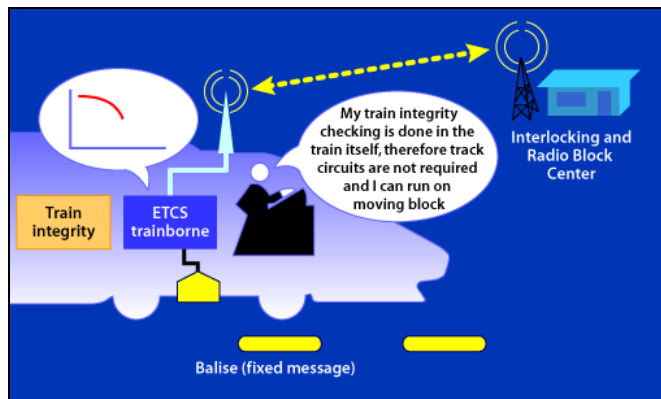 My train integrity
checking is done in the
train itself, therefore track
circuits are not required
and I can run on
moving block
Interlocking and
Radio Block
Center
Train
integrity
ETCS
trainborne
Balise (fixed message)